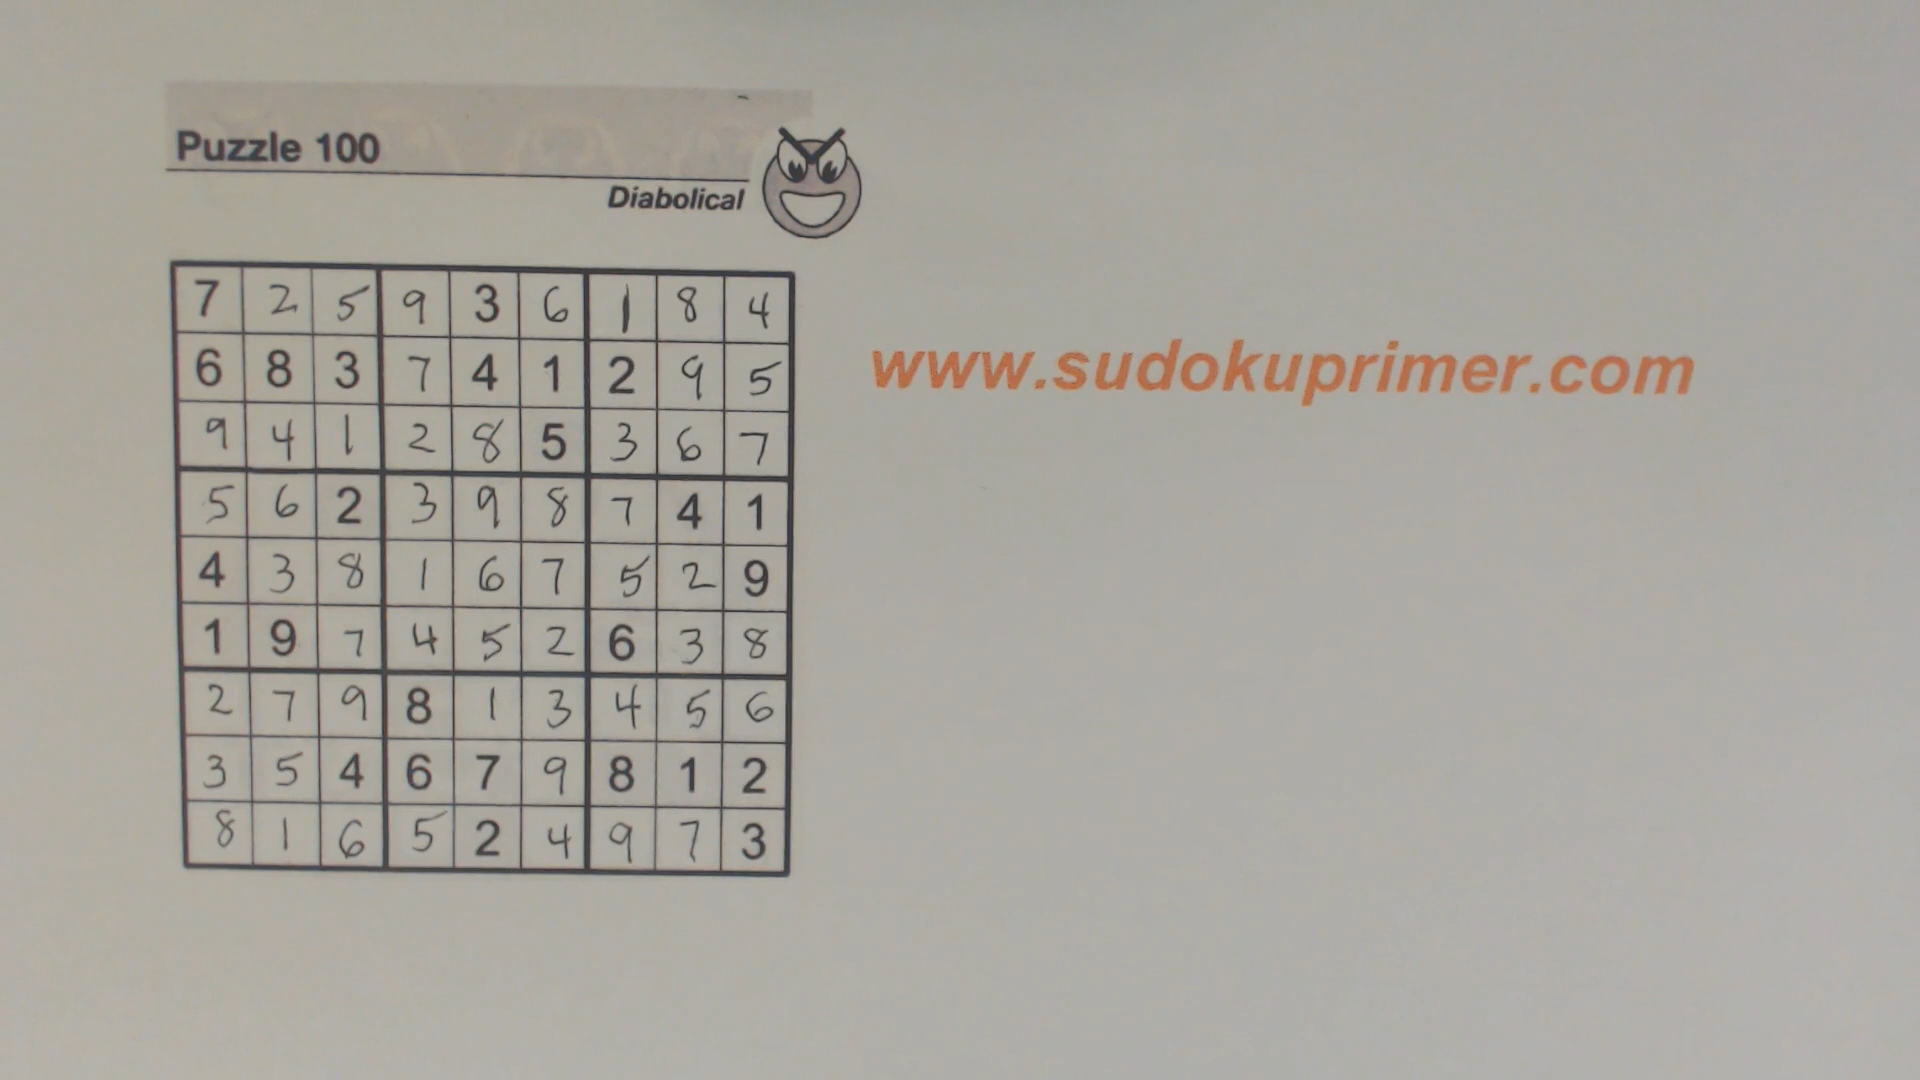 Puzzle 100
Diabolical
7 2 5 9 3 6 1 8 4
6 8 3 7 4 1 2 9 5
9 4 1 2 8 5 3 6 7
5 6 2 3 9 8 7 4 1
4 3 8 1 6 7 5 2 9
1 9 7 4 5 2 6 3 8
2 7 9 8 1 3 4 5 6
3 5 4 6 7 9 8 1 2
8 1 6 5 2 4 9 7 3
www.sudokuprimer.com